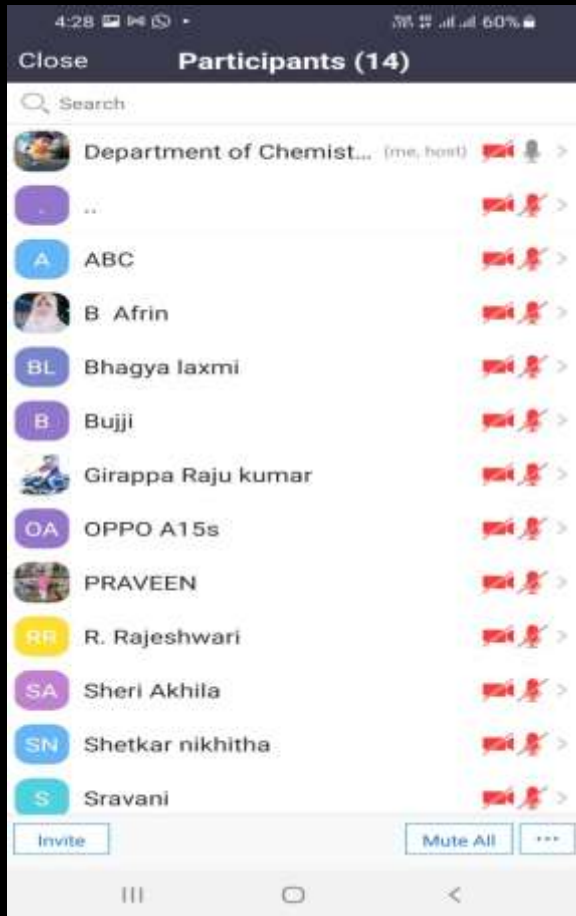 4:28 60%
Close Participants (14)
Search
Department of Chemist... (me, host)
. ..
A ABC
B Afrin
BL Bhagya laxmi
B Bujji
Girappa Raju kumar
OA OPPO A15s
PRAVEEN
RR R. Rajeshwari
SA Sheri Akhila
SN Shetkar nikhitha
S Sravani
Invite Mute All ...